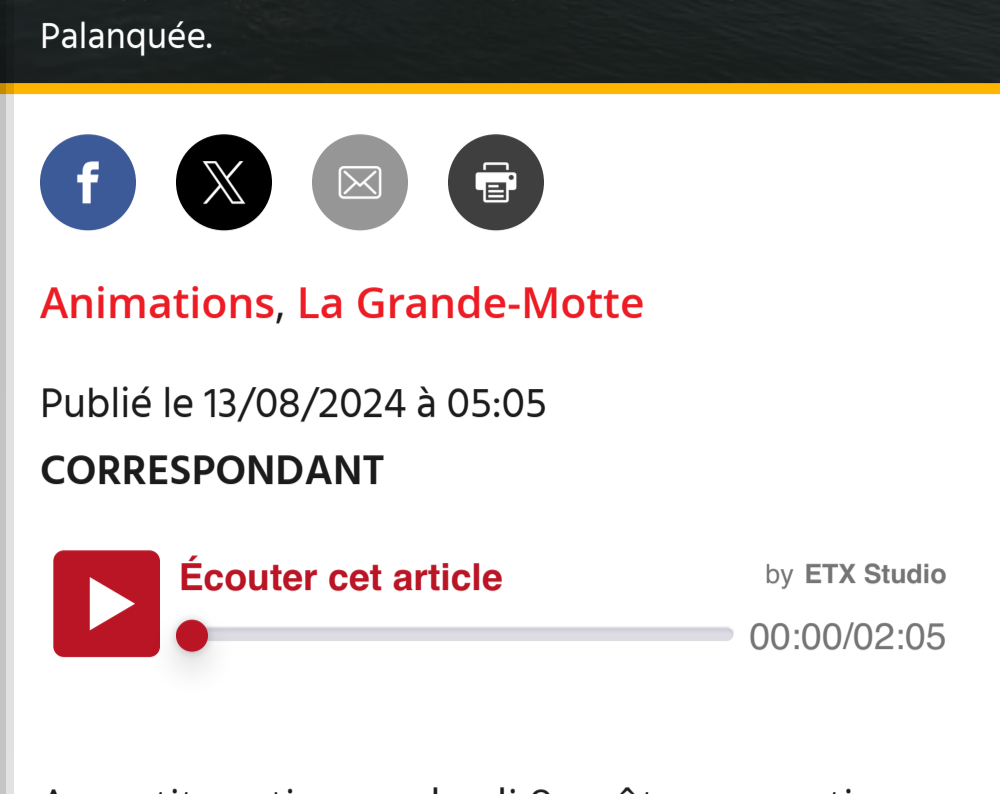 Palanquée.
Animations, La Grande-Motte
Publié le 13/08/2024 à 05:05
CORRESPONDANT
Écouter cet article
by ETX Studio
00:00/02:05